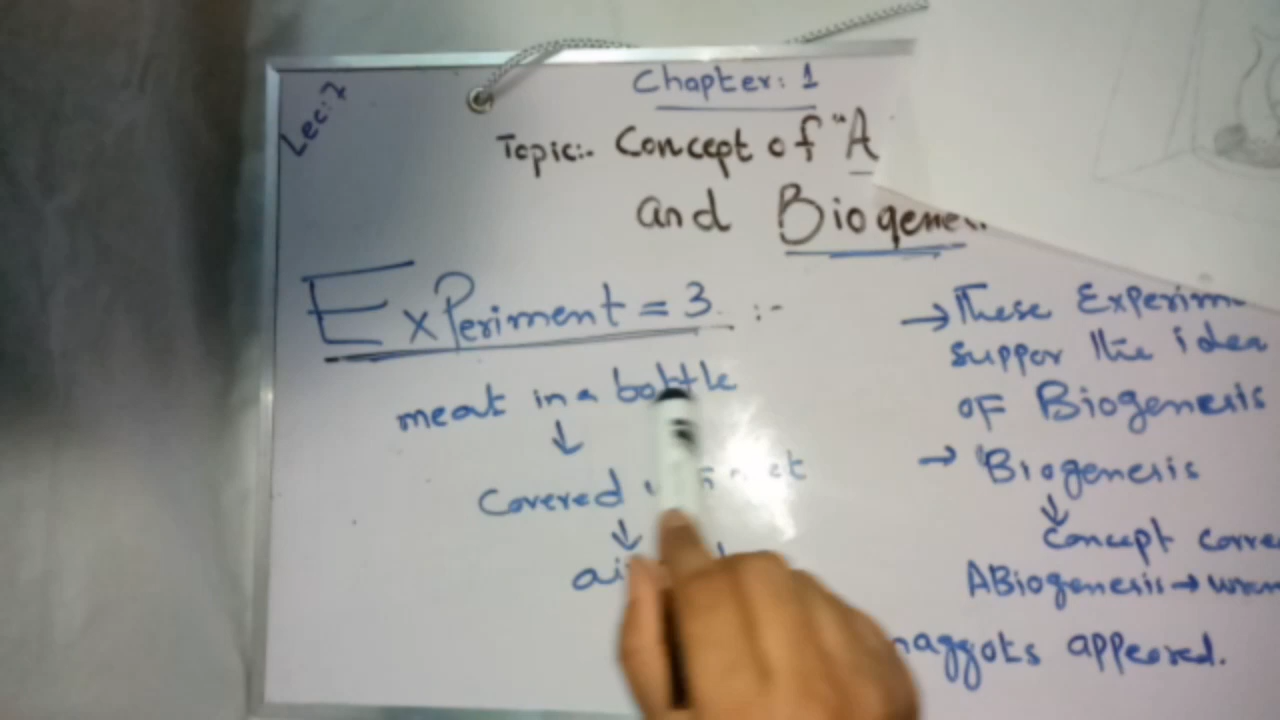 Lec:7
Chapter: 1
Topic:- Concept of "A
and Biogene
ExPeriment = 3 :-
meat in a bottle
↓
Covered
↓
→ These Experim
suppor the idea
of Biogenesis
→ Biogenesis
↓
Concept corre
ABiogenesis →
maggots appeared.